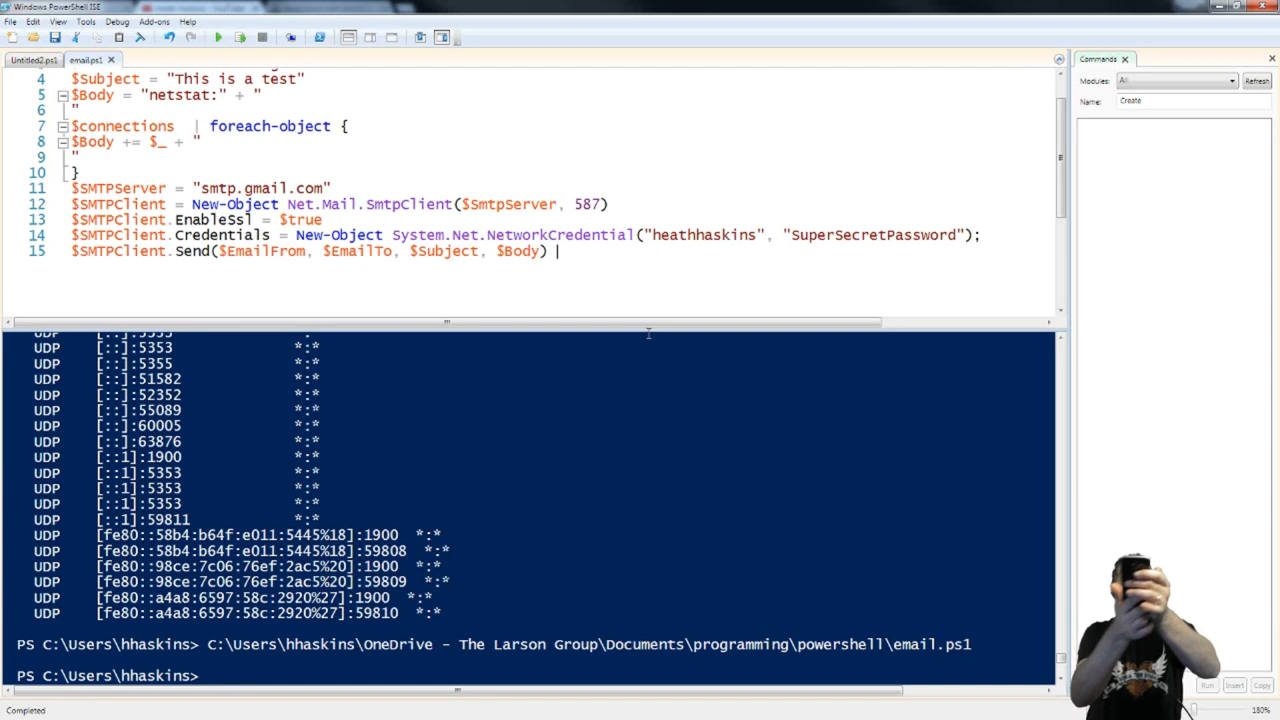 Windows PowerShell ISE
File Edit View Tools Debug Add-ons Help
Untitled2.ps1 email.ps1
4 $Subject = "This is a test"
5 $Body = "netstat:" + "
6 "
7 $connections | foreach-object {
8 $Body += $_ + "
9 "
10 }
11 $SMTPServer = "smtp.gmail.com"
12 $SMTPClient = New-Object Net.Mail.SmtpClient($SmtpServer, 587)
13 $SMTPClient.EnableSsl = $true
14 $SMTPClient.Credentials = New-Object System.Net.NetworkCredential("heathhaskins", "SuperSecretPassword");
15 $SMTPClient.Send($EmailFrom, $EmailTo, $Subject, $Body)
Commands
Modules: All Refresh
Name: Create
UDP [::]:5353 *:*
UDP [::]:5353 *:*
UDP [::]:5355 *:*
UDP [::]:51582 *:*
UDP [::]:52352 *:*
UDP [::]:55089 *:*
UDP [::]:60005 *:*
UDP [::]:63876 *:*
UDP [::1]:1900 *:*
UDP [::1]:5353 *:*
UDP [::1]:5353 *:*
UDP [::1]:5353 *:*
UDP [::1]:59811 *:*
UDP [fe80::58b4:b64f:e011:5445%18]:1900 *:*
UDP [fe80::58b4:b64f:e011:5445%18]:59808 *:*
UDP [fe80::98ce:7c06:76ef:2ac5%20]:1900 *:*
UDP [fe80::98ce:7c06:76ef:2ac5%20]:59809 *:*
UDP [fe80::a4a8:6597:58c:2920%27]:1900 *:*
UDP [fe80::a4a8:6597:58c:2920%27]:59810 *:*
PS C:\Users\hhaskins> C:\Users\hhaskins\OneDrive - The Larson Group\Documents\programming\powershell\email.ps1
PS C:\Users\hhaskins>
Run Insert Copy
Completed
180%